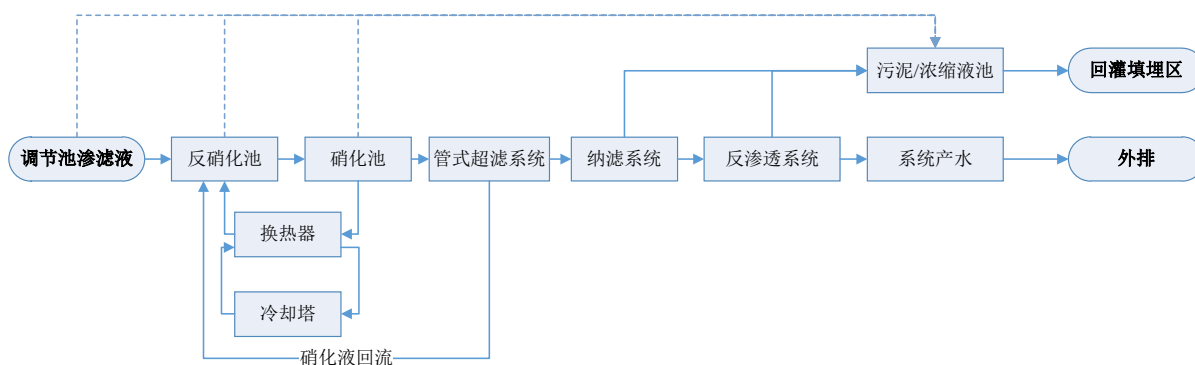 污泥/浓缩液池
回灌填埋区
调节池渗滤液
反硝化池
硝化池
管式超滤系统
纳滤系统
反渗透系统
系统产水
外排
换热器
冷却塔
硝化液回流